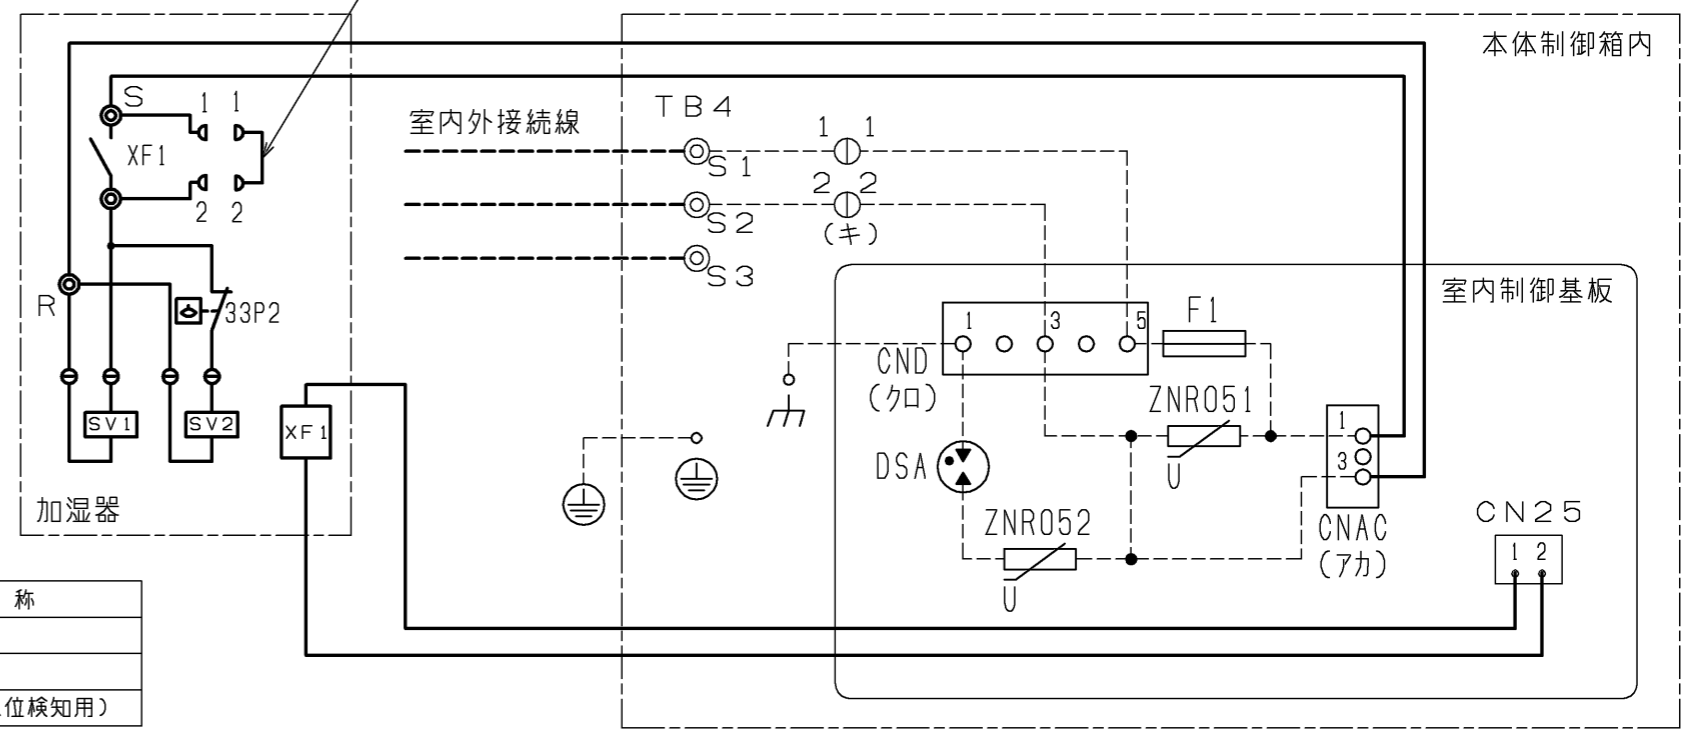 本体制御箱内
S
1 1
XF1
2 2
室内外接続線
TB4
S1
1 1
S2
2 2
(キ)
S3
R
33P2
SV1
SV2
XF1
加湿器
室内制御基板
1 3 5
F1
CND
(クロ)
ZNR051
U
DSA
ZNR052
U
1
3
CNAC
(アカ)
CN25
1 2
称
位検知用)